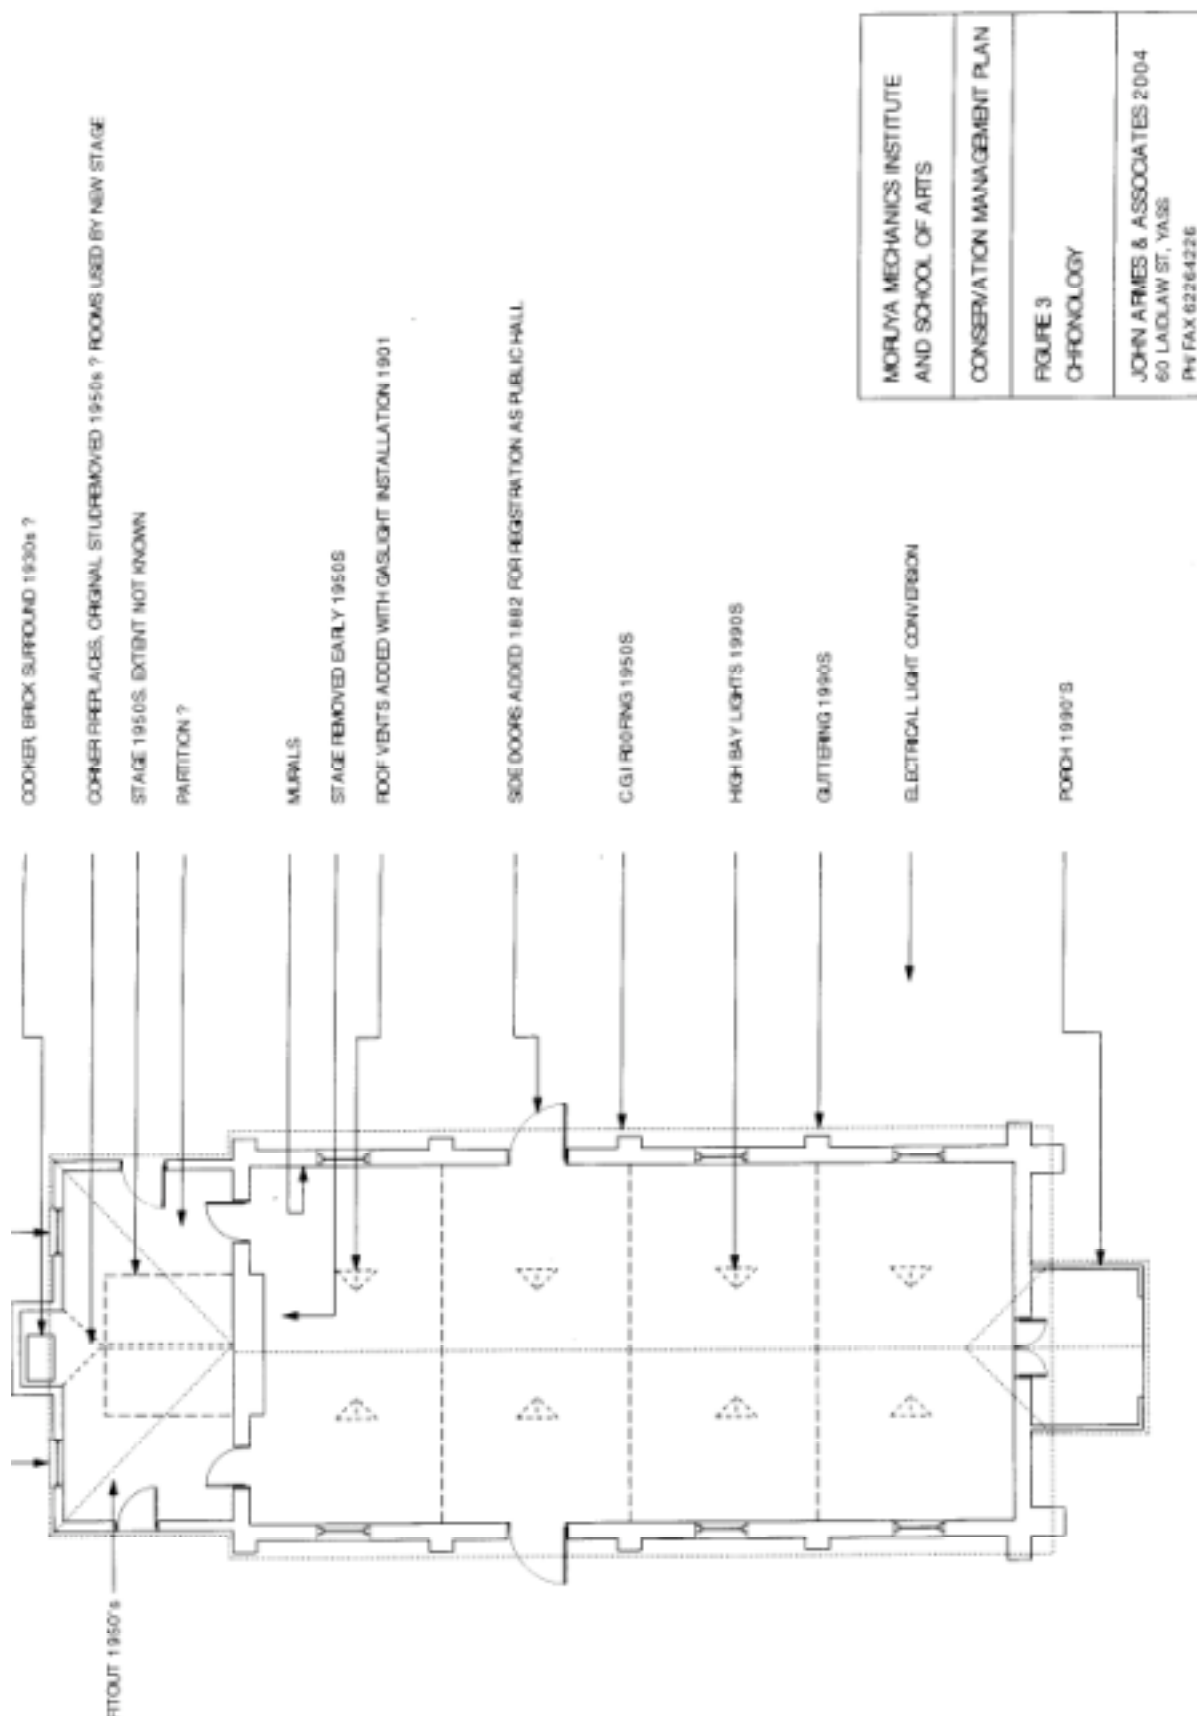 COOKER, BRICK SURROUND 1930s ?
CORNER FIREPLACES, ORIGINAL STUDREMOVED 1950s ? ROOMS USED BY NEW STAGE
STAGE 1950S. EXTENT NOT KNOWN
PARTITION ?
MURALS
STAGE REMOVED EARLY 1950S
ROOF VENTS ADDED WITH GASLIGHT INSTALLATION 1901
SIDE DOORS ADDED 1882 FOR REGISTRATION AS PUBLIC HALL
C.G.I ROOFING 1950S
HIGH BAY LIGHTS 1990S
GUTTERING 1990S
ELECTRICAL LIGHT CONVERSION
PORCH 1990'S
FITOUT 1950's
MORUYA MECHANICS INSTITUTE
AND SCHOOL OF ARTS
CONSERVATION MANAGEMENT PLAN
FIGURE 3
CHRONOLOGY
JOHN ARMES & ASSOCIATES 2004
60 LAIDLAW ST, YASS
PH/ FAX 62264226